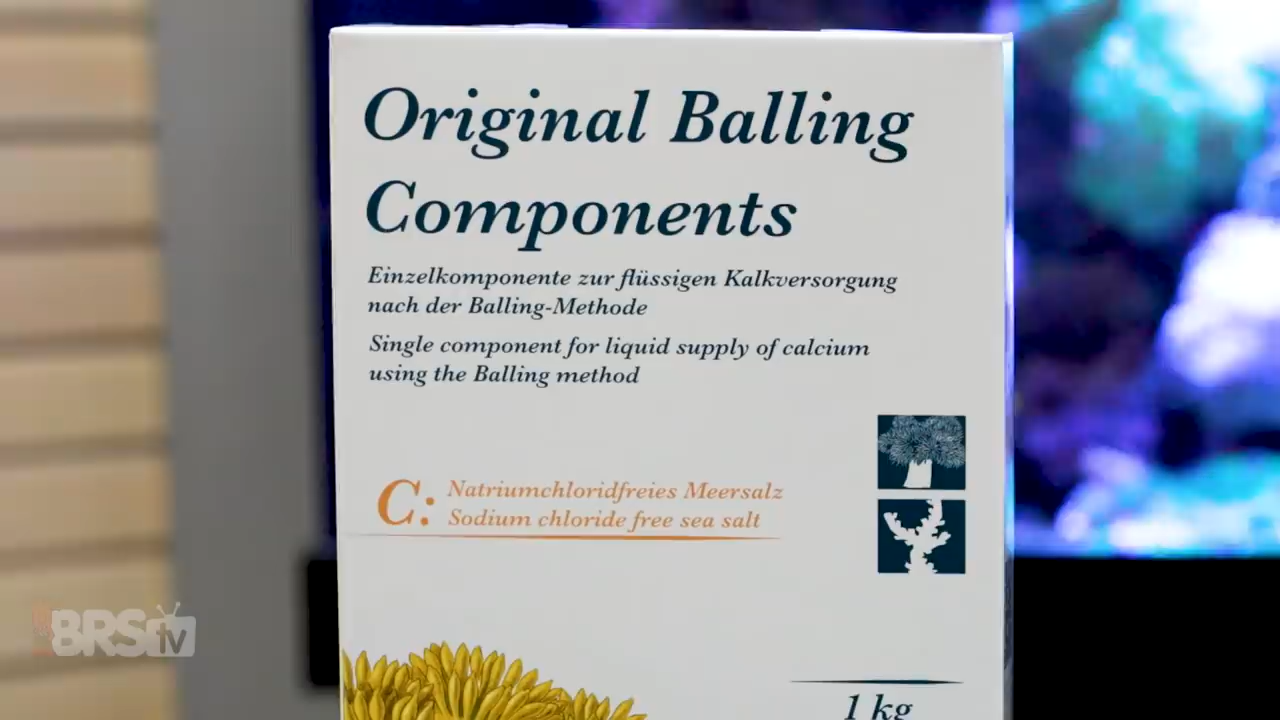 Original Balling
Components
Einzelkomponente zur flüssigen Kalkversorgung
nach der Balling-Methode
Single component for liquid supply of calcium
using the Balling method
C: Natriumchloridfreies Meersalz
Sodium chloride free sea salt
1 kg
BRStv